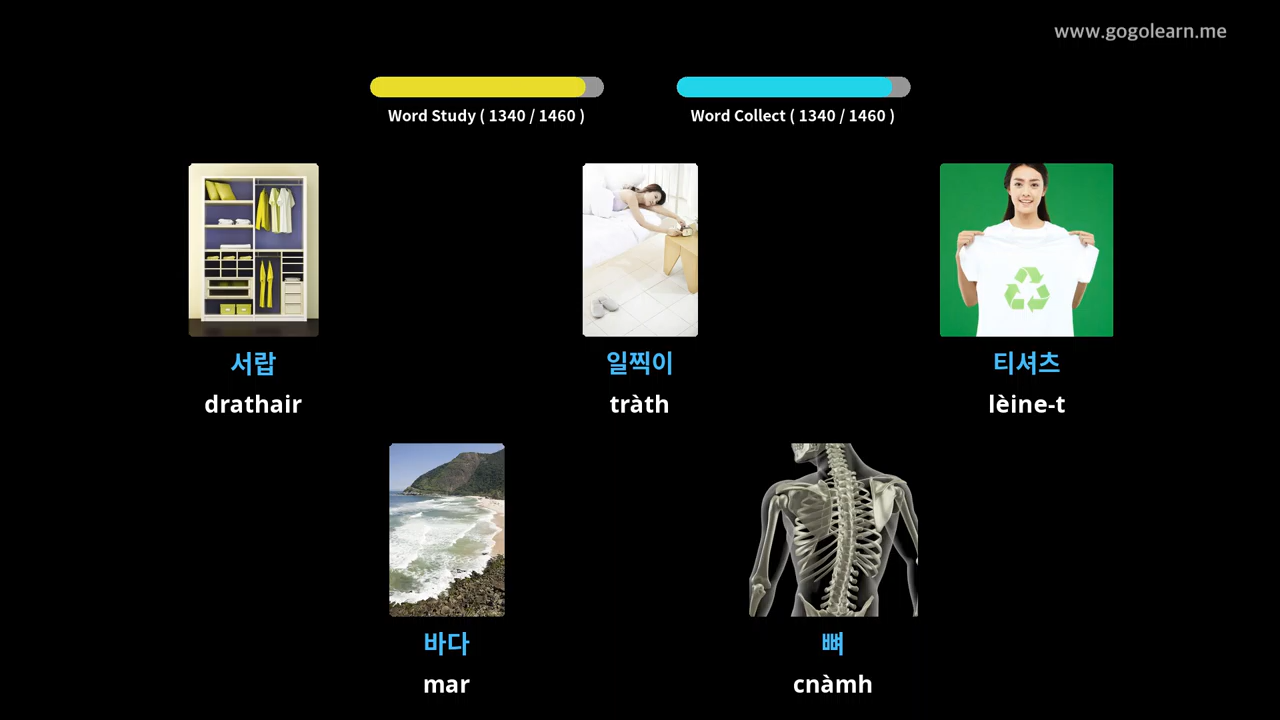 www.gogolearn.me
Word Study ( 1340 / 1460 )
Word Collect ( 1340 / 1460 )
서랍
일찍이
티셔츠
drathair
tràth
lèine-t
바다
뼈
mar
cnàmh